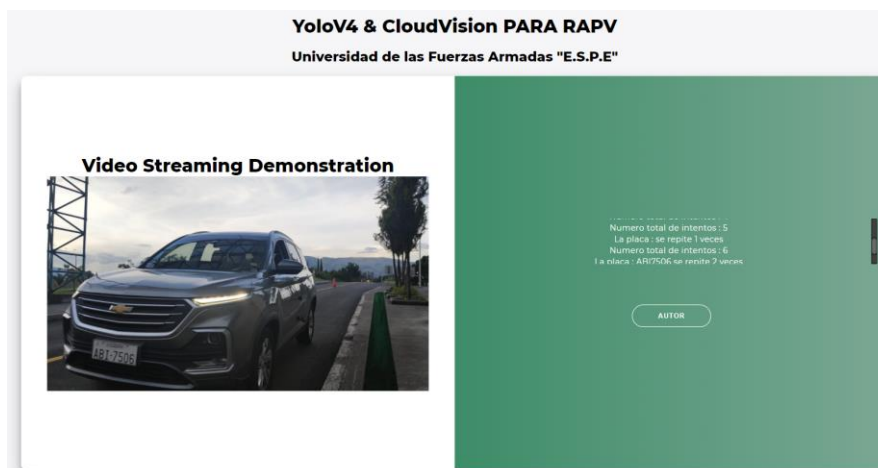 YoloV4 & CloudVision PARA RAPV
Universidad de las Fuerzas Armadas "E.S.P.E"
Video Streaming Demonstration
ABI-7506
Numero total de intentos : 5
La placa : se repite 1 veces
Numero total de intentos : 6
La placa : ABI7506 se repite 2 veces
AUTOR